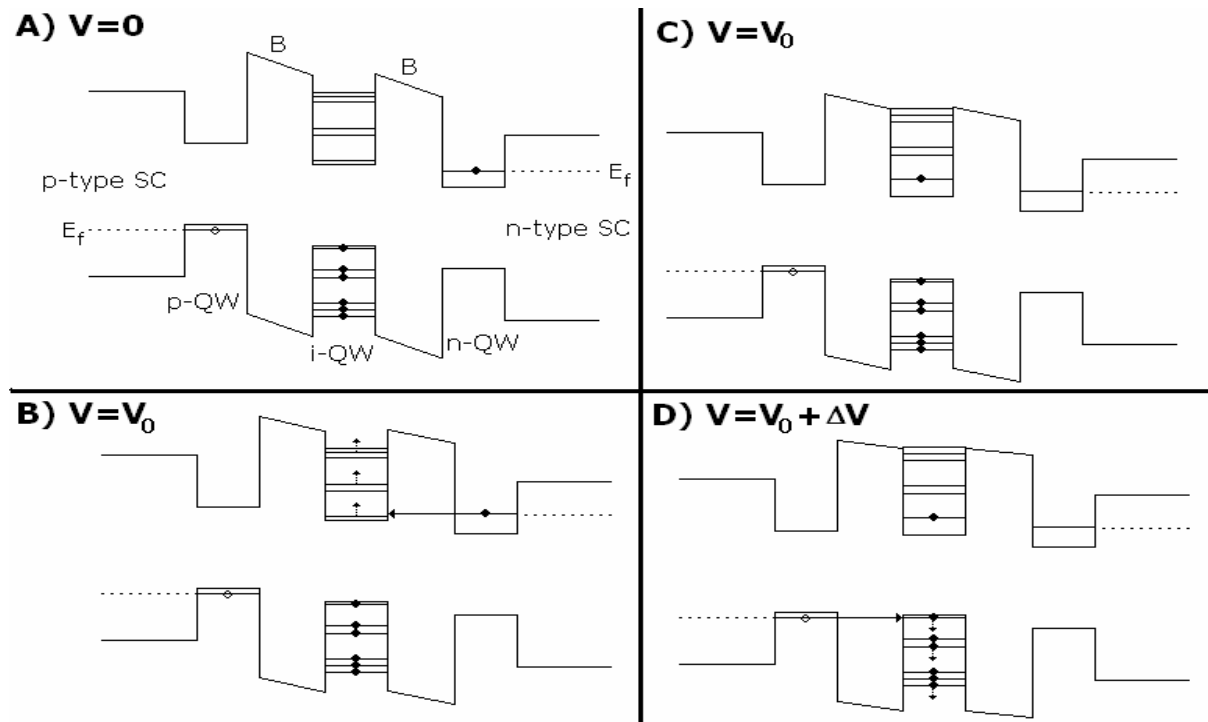 A) V=0
B
B
p-type SC
E_f
E_f
n-type SC
p-QW
i-QW
n-QW
C) V=V₀
B) V=V₀
D) V=V₀+ΔV